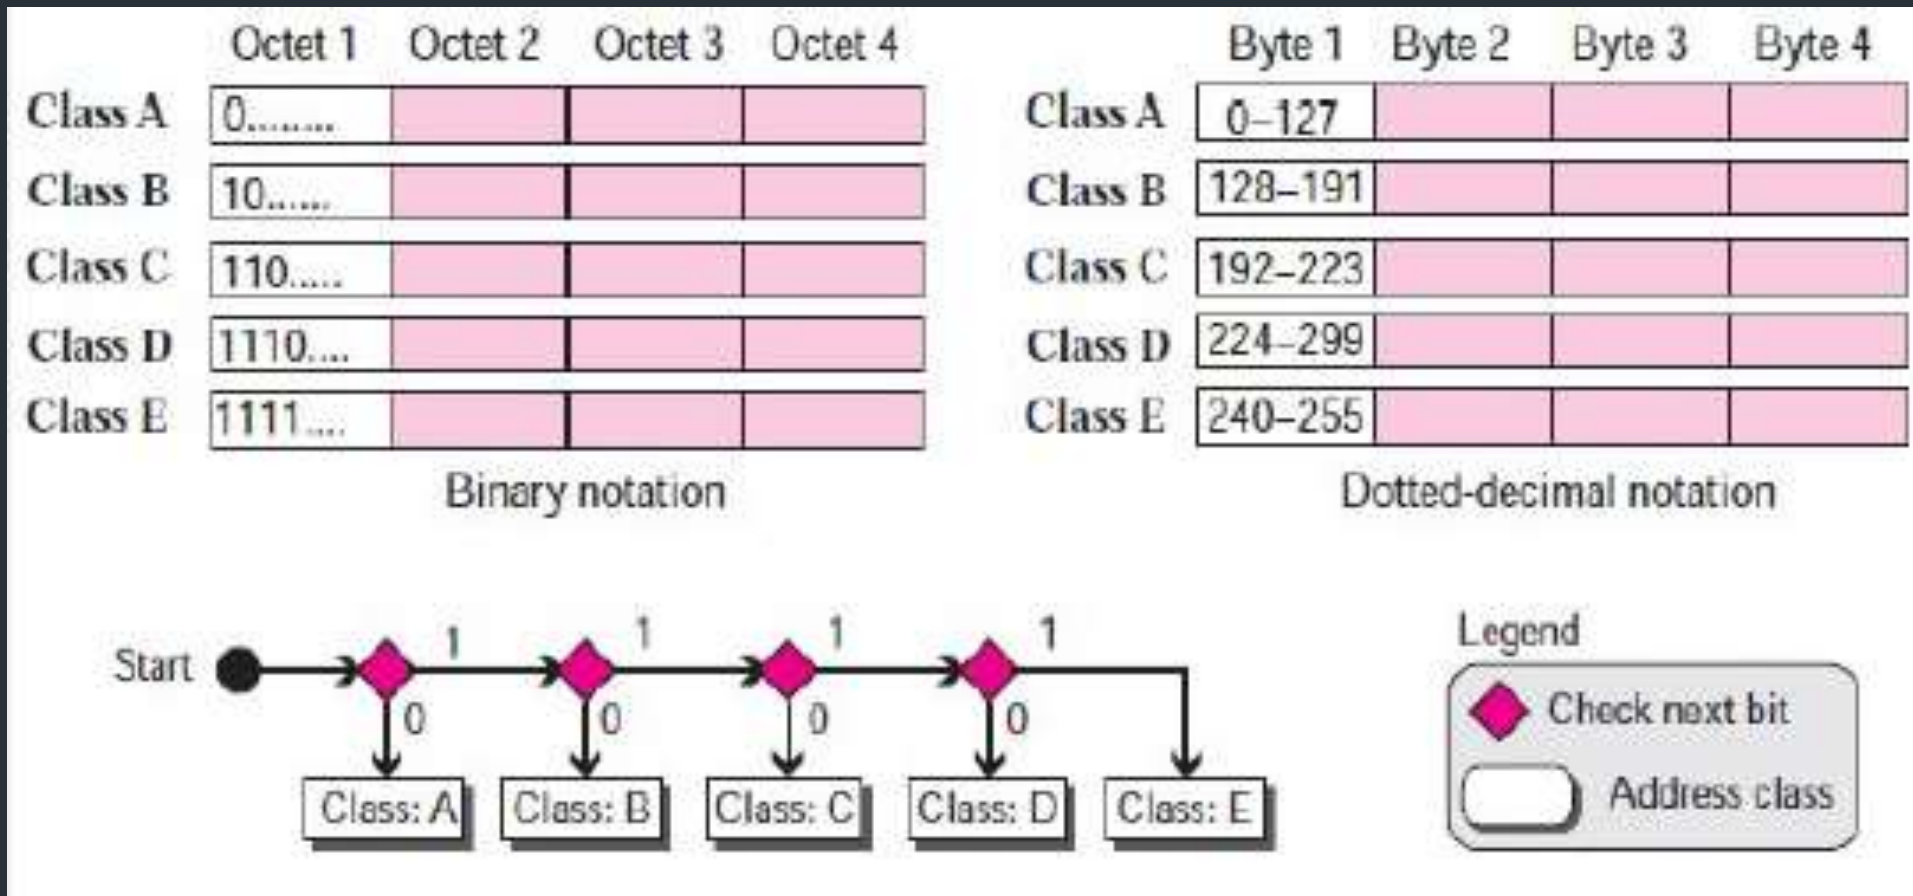 Octet 1 Octet 2 Octet 3 Octet 4
Class A 0........
Class B 10......
Class C 110.....
Class D 1110....
Class E 1111....
Binary notation
Byte 1 Byte 2 Byte 3 Byte 4
Class A 0–127
Class B 128–191
Class C 192–223
Class D 224–299
Class E 240–255
Dotted-decimal notation
Start 1 1 1 1
0 0 0 0
Class: A Class: B Class: C Class: D Class: E
Legend
Check next bit
Address class